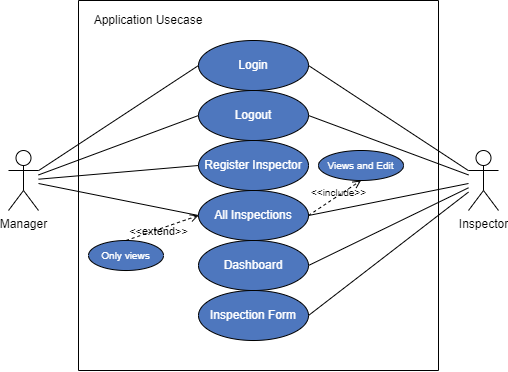 Application Usecase
Login
Logout
Register Inspector
Views and Edit
<<include>>
Manager
All Inspections
Inspector
<<extend>>
Only views
Dashboard
Inspection Form